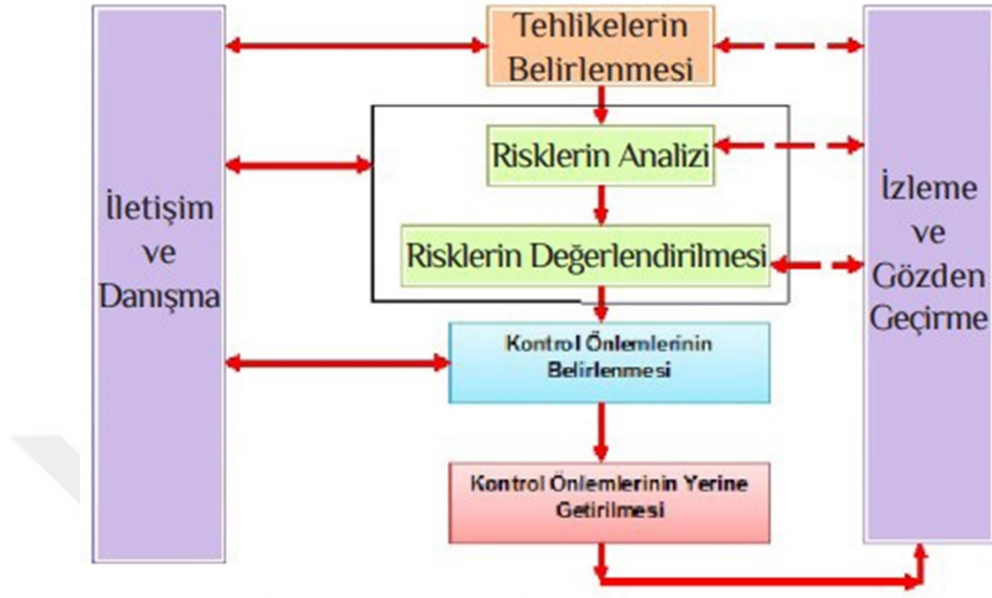 Tehlikelerin
Belirlenmesi
Risklerin Analizi
Risklerin Değerlendirilmesi
İletişim
ve
Danışma
İzleme
ve
Gözden
Geçirme
Kontrol Önlemlerinin
Belirlenmesi
Kontrol Önlemlerinin Yerine
Getirilmesi